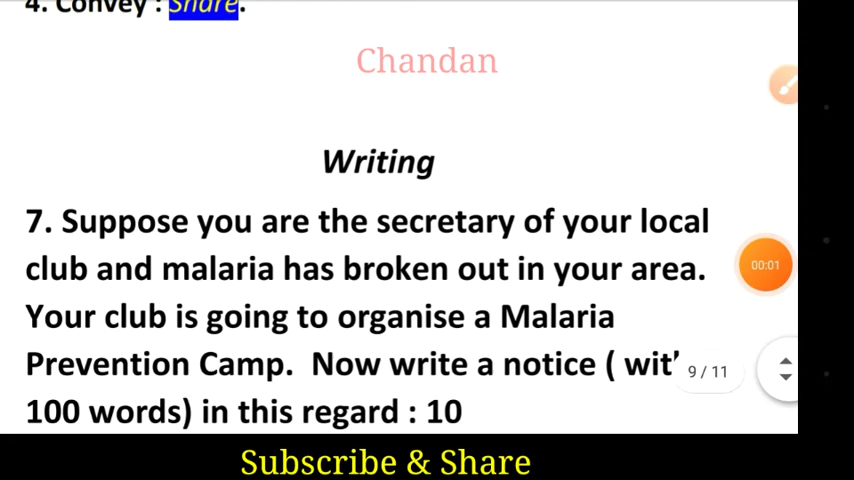 4. Convey : Share.
Chandan
Writing
7. Suppose you are the secretary of your local
club and malaria has broken out in your area.
00:01
Your club is going to organise a Malaria
Prevention Camp. Now write a notice ( wit
9 / 11
100 words) in this regard : 10
Subscribe & Share